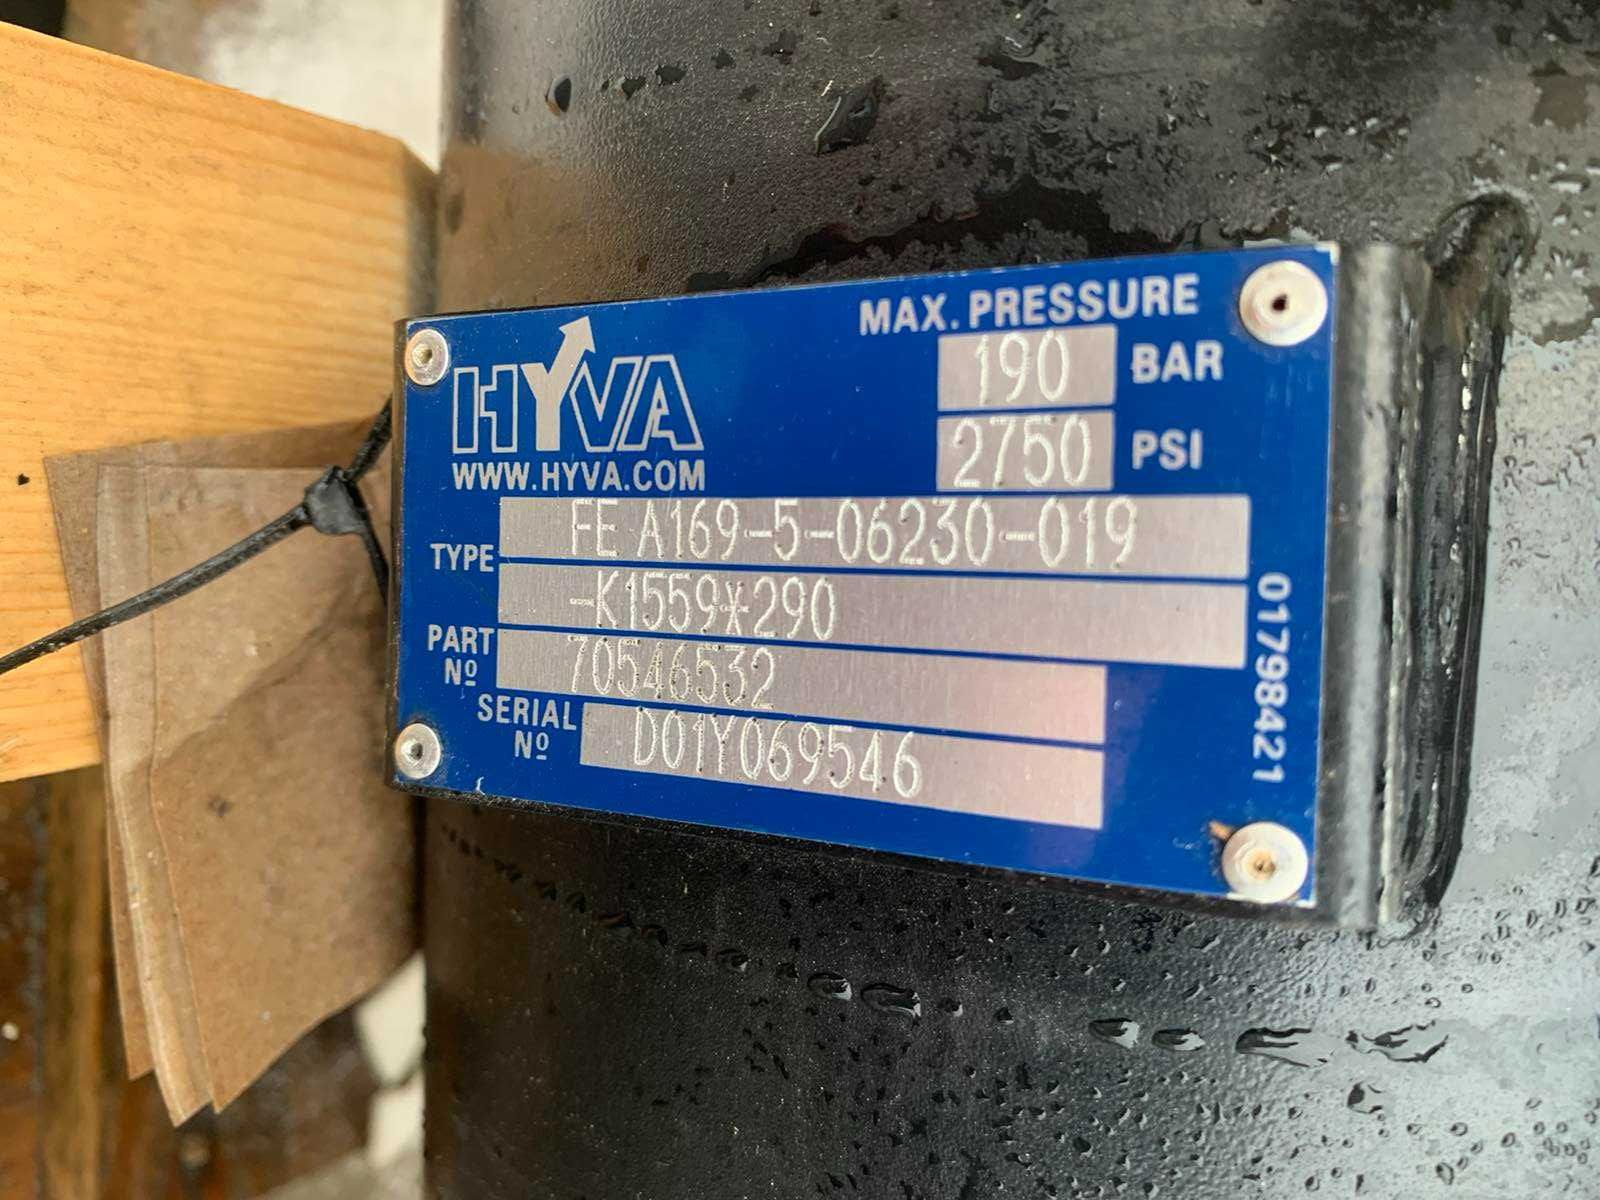 HYVA
WWW.HYVA.COM
MAX. PRESSURE
190 BAR
2750 PSI
TYPE FE A169-5-06230-019
-K1559X290
PART Nº 70546532
SERIAL Nº D01Y069546
01798421